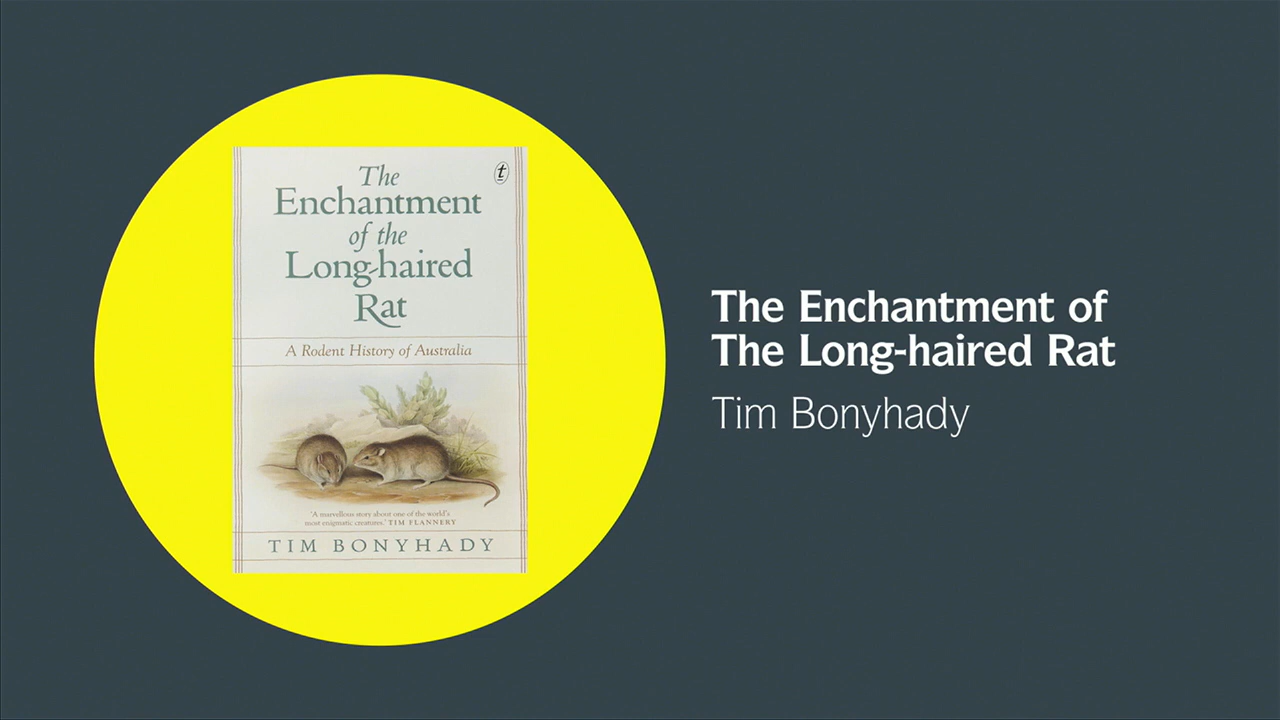 The
t
Enchantment
of the
Long-haired
Rat
A Rodent History of Australia
'A marvellous story about one of the world's
most enigmatic creatures.' TIM FLANNERY
TIM BONYHADY
The Enchantment of
The Long-haired Rat
Tim Bonyhady